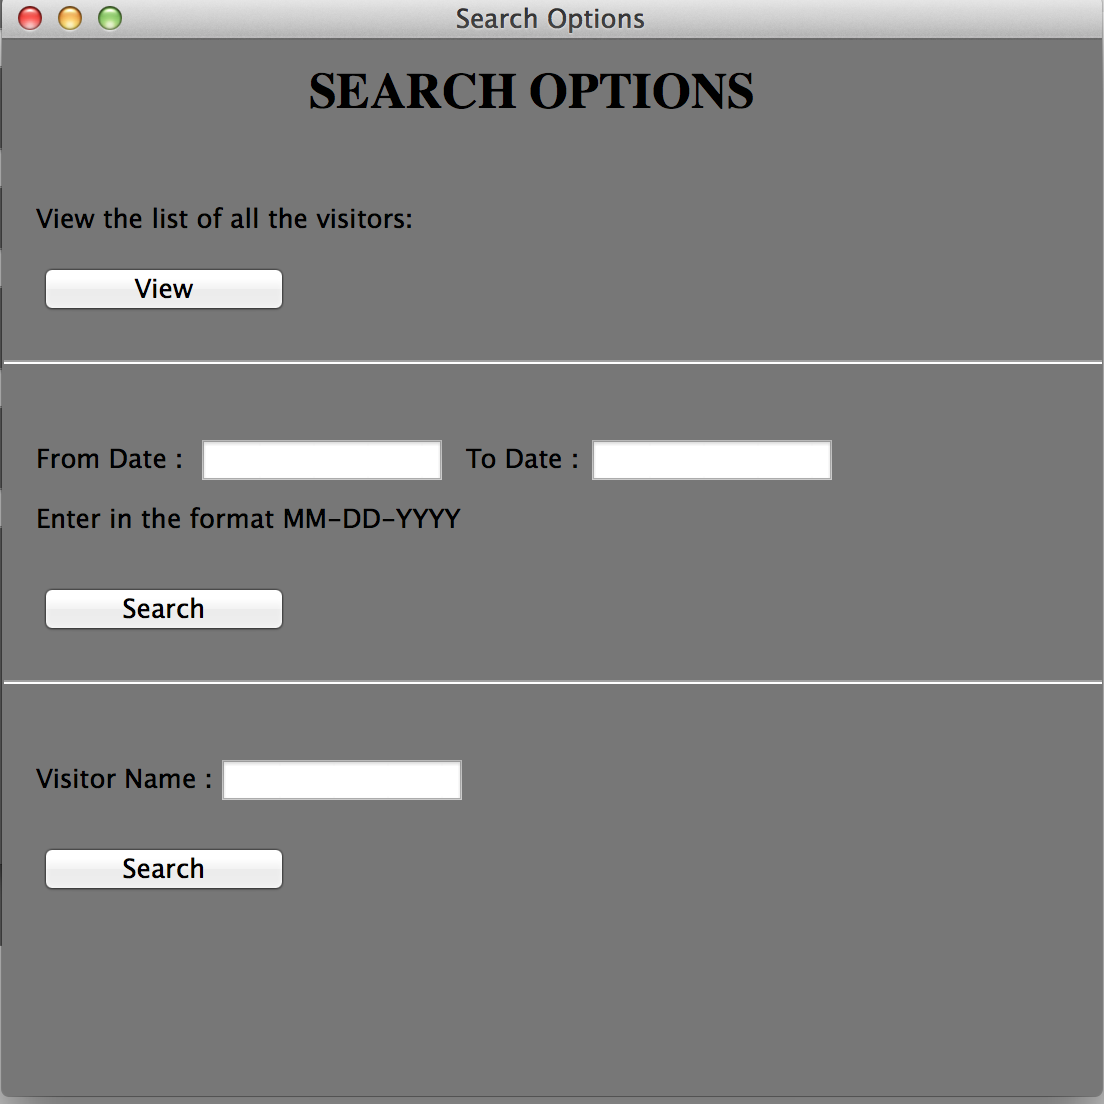 Search Options
SEARCH OPTIONS
View the list of all the visitors:
View
From Date : To Date :
Enter in the format MM-DD-YYYY
Search
Visitor Name :
Search